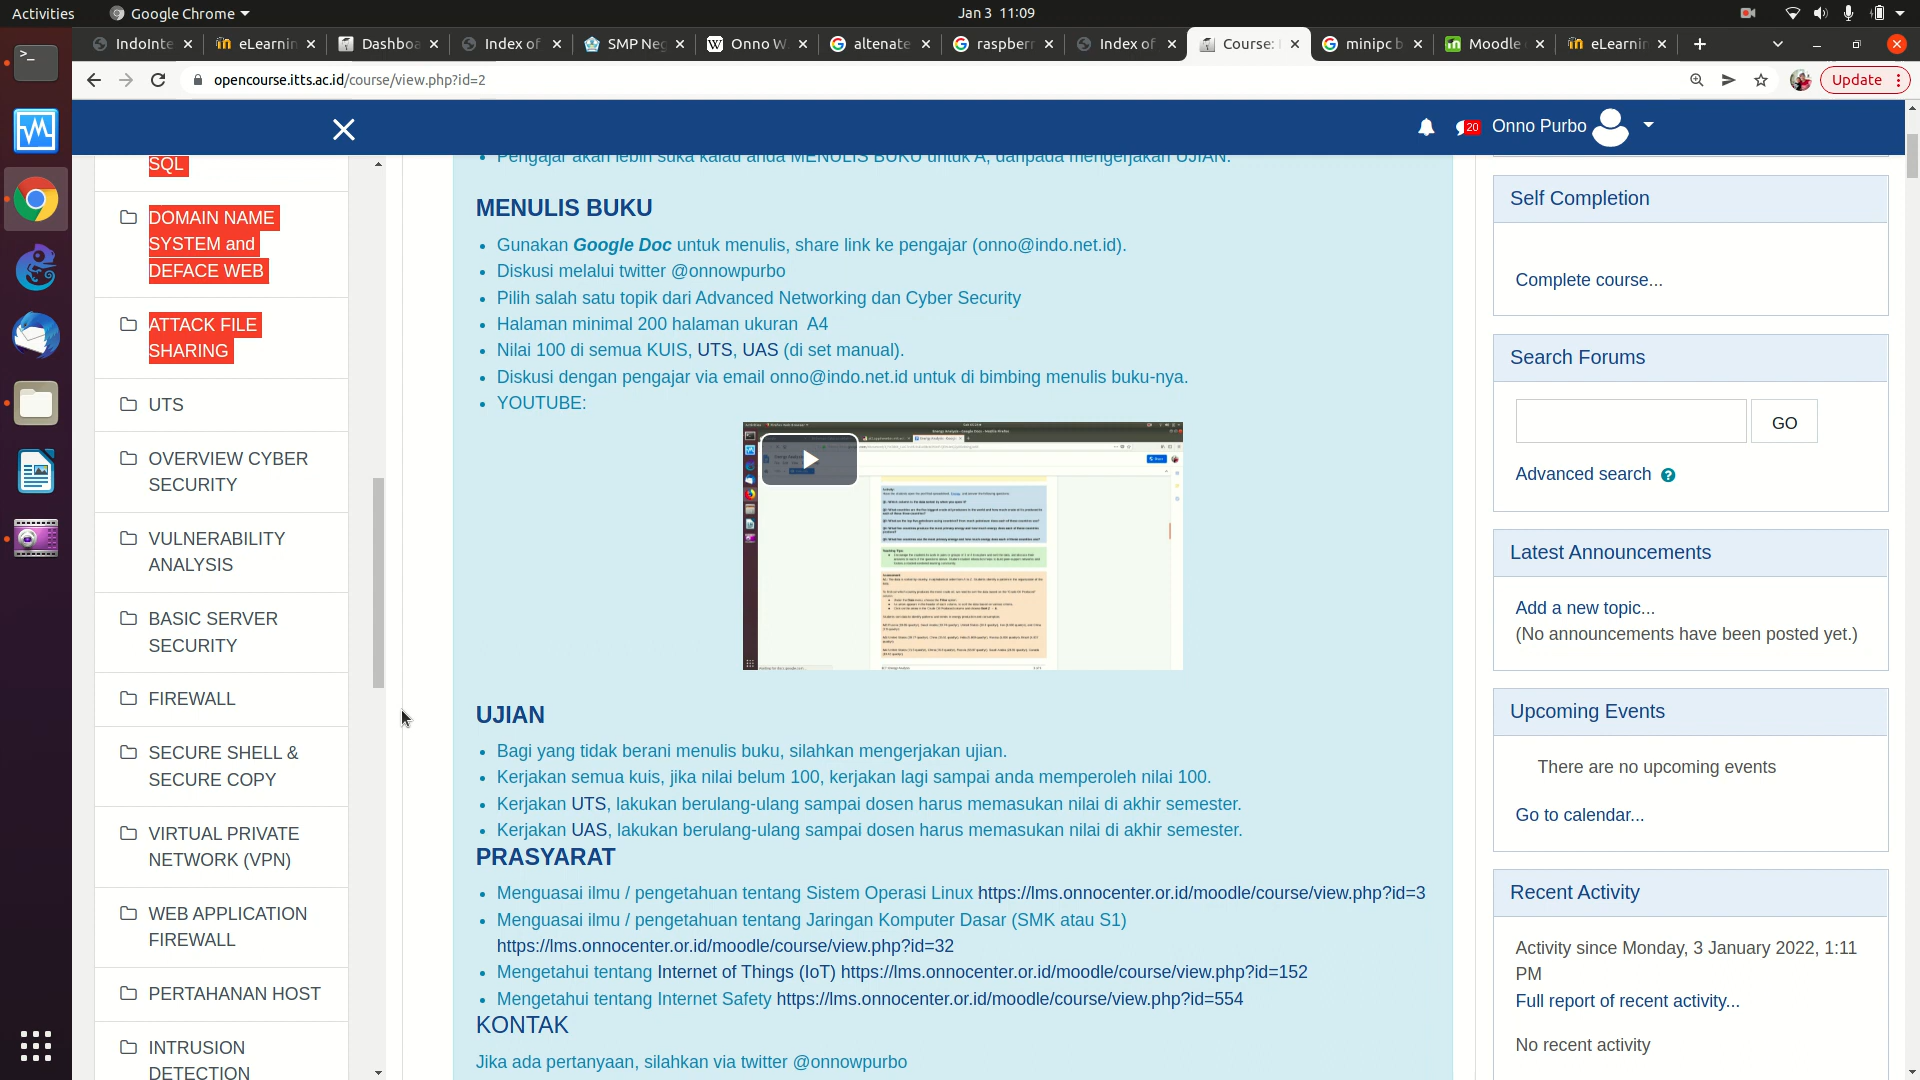 Activities
Google Chrome
Jan 3 11:09
IndoInte
eLearnin
Dashboa
Index of
SMP Neg
Onno W
altenate
raspberr
Index of
Course:
minipc b
Moodle
eLearnin
opencourse.itts.ac.id/course/view.php?id=2
Update
20
Onno Purbo
SQL
DOMAIN NAME
SYSTEM and
DEFACE WEB
ATTACK FILE
SHARING
UTS
OVERVIEW CYBER
SECURITY
VULNERABILITY
ANALYSIS
BASIC SERVER
SECURITY
FIREWALL
SECURE SHELL &
SECURE COPY
VIRTUAL PRIVATE
NETWORK (VPN)
WEB APPLICATION
FIREWALL
PERTAHANAN HOST
INTRUSION
DETECTION
Pengajar akan lebih suka kalau anda MENULIS BUKU untuk A, daripada mengerjakan UJIAN.
MENULIS BUKU
Gunakan Google Doc untuk menulis, share link ke pengajar (onno@indo.net.id).
Diskusi melalui twitter @onnowpurbo
Pilih salah satu topik dari Advanced Networking dan Cyber Security
Halaman minimal 200 halaman ukuran A4
Nilai 100 di semua KUIS, UTS, UAS (di set manual).
Diskusi dengan pengajar via email onno@indo.net.id untuk di bimbing menulis buku-nya.
YOUTUBE:
UJIAN
Bagi yang tidak berani menulis buku, silahkan mengerjakan ujian.
Kerjakan semua kuis, jika nilai belum 100, kerjakan lagi sampai anda memperoleh nilai 100.
Kerjakan UTS, lakukan berulang-ulang sampai dosen harus memasukan nilai di akhir semester.
Kerjakan UAS, lakukan berulang-ulang sampai dosen harus memasukan nilai di akhir semester.
PRASYARAT
Menguasai ilmu / pengetahuan tentang Sistem Operasi Linux https://lms.onnocenter.or.id/moodle/course/view.php?id=3
Menguasai ilmu / pengetahuan tentang Jaringan Komputer Dasar (SMK atau S1)
https://lms.onnocenter.or.id/moodle/course/view.php?id=32
Mengetahui tentang Internet of Things (IoT) https://lms.onnocenter.or.id/moodle/course/view.php?id=152
Mengetahui tentang Internet Safety https://lms.onnocenter.or.id/moodle/course/view.php?id=554
KONTAK
Jika ada pertanyaan, silahkan via twitter @onnowpurbo
Self Completion
Complete course...
Search Forums
GO
Advanced search
Latest Announcements
Add a new topic...
(No announcements have been posted yet.)
Upcoming Events
There are no upcoming events
Go to calendar...
Recent Activity
Activity since Monday, 3 January 2022, 1:11
PM
Full report of recent activity...
No recent activity